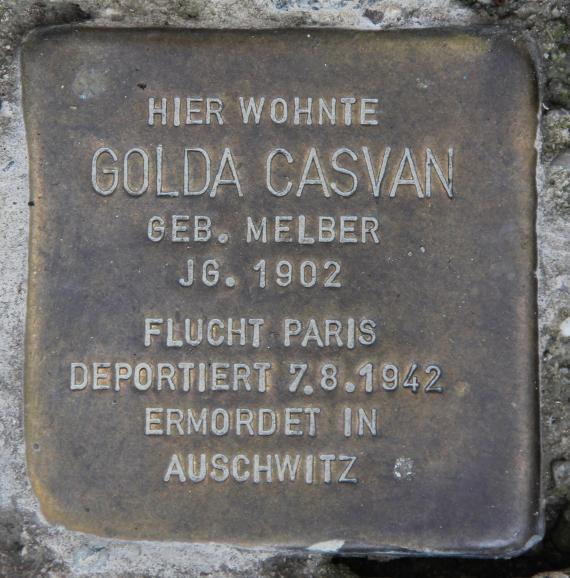 HIER WOHNTE
GOLDA CASVAN
GEB. MELBER
JG. 1902
FLUCHT PARIS
DEPORTIERT 7.8.1942
ERMORDET IN
AUSCHWITZ